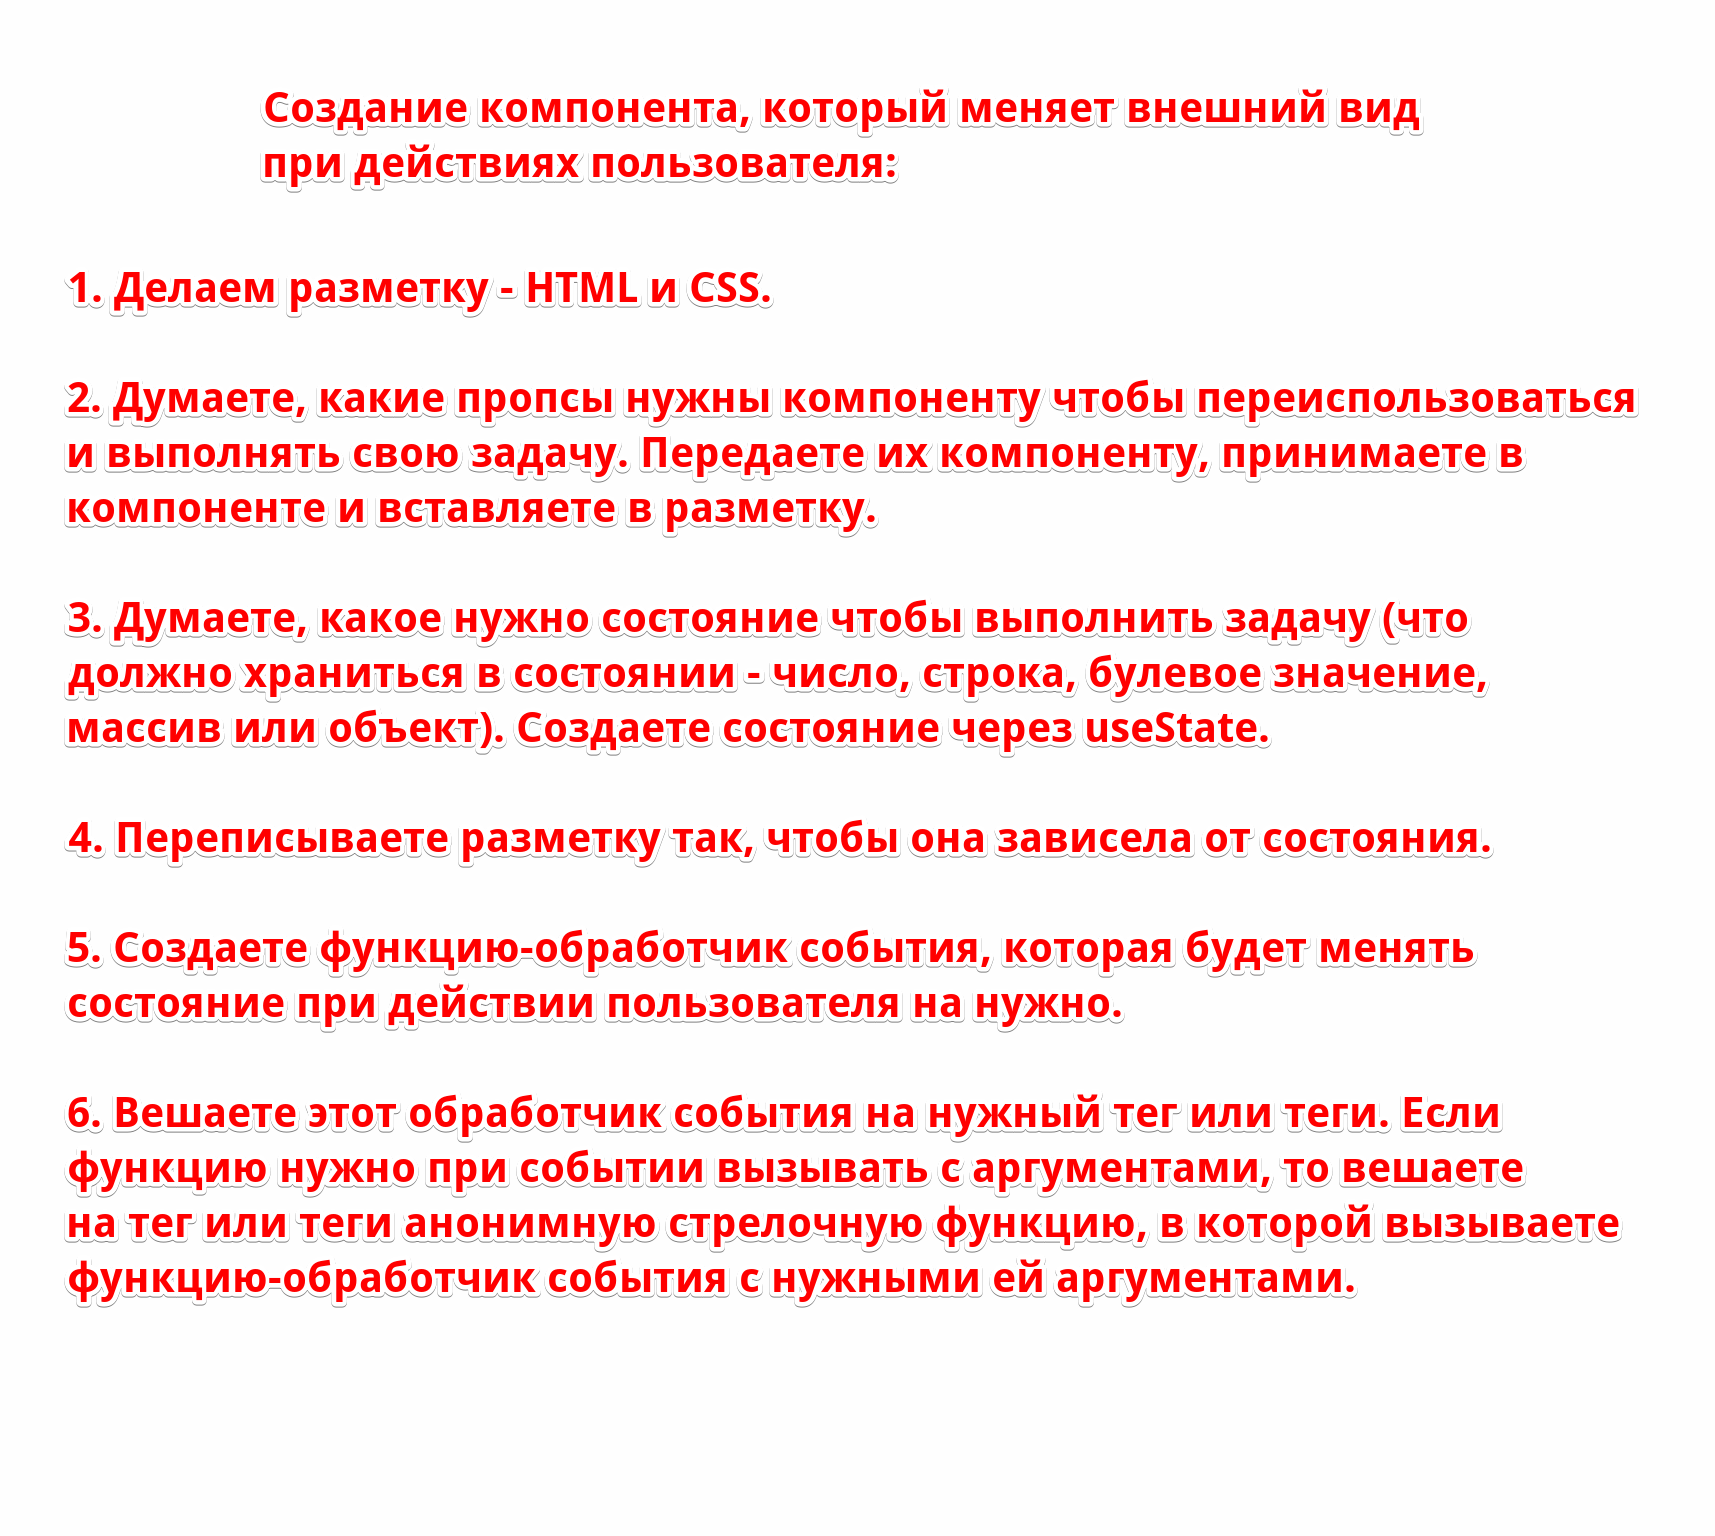 Создание компонента, который меняет внешний вид
при действиях пользователя:
1. Делаем разметку - HTML и CSS.
2. Думаете, какие пропсы нужны компоненту чтобы переиспользоваться
и выполнять свою задачу. Передаете их компоненту, принимаете в
компоненте и вставляете в разметку.
3. Думаете, какое нужно состояние чтобы выполнить задачу (что
должно храниться в состоянии - число, строка, булевое значение,
массив или объект). Создаете состояние через useState.
4. Переписываете разметку так, чтобы она зависела от состояния.
5. Создаете функцию-обработчик события, которая будет менять
состояние при действии пользователя на нужно.
6. Вешаете этот обработчик события на нужный тег или теги. Если
функцию нужно при событии вызывать с аргументами, то вешаете
на тег или теги анонимную стрелочную функцию, в которой вызываете
функцию-обработчик события с нужными ей аргументами.